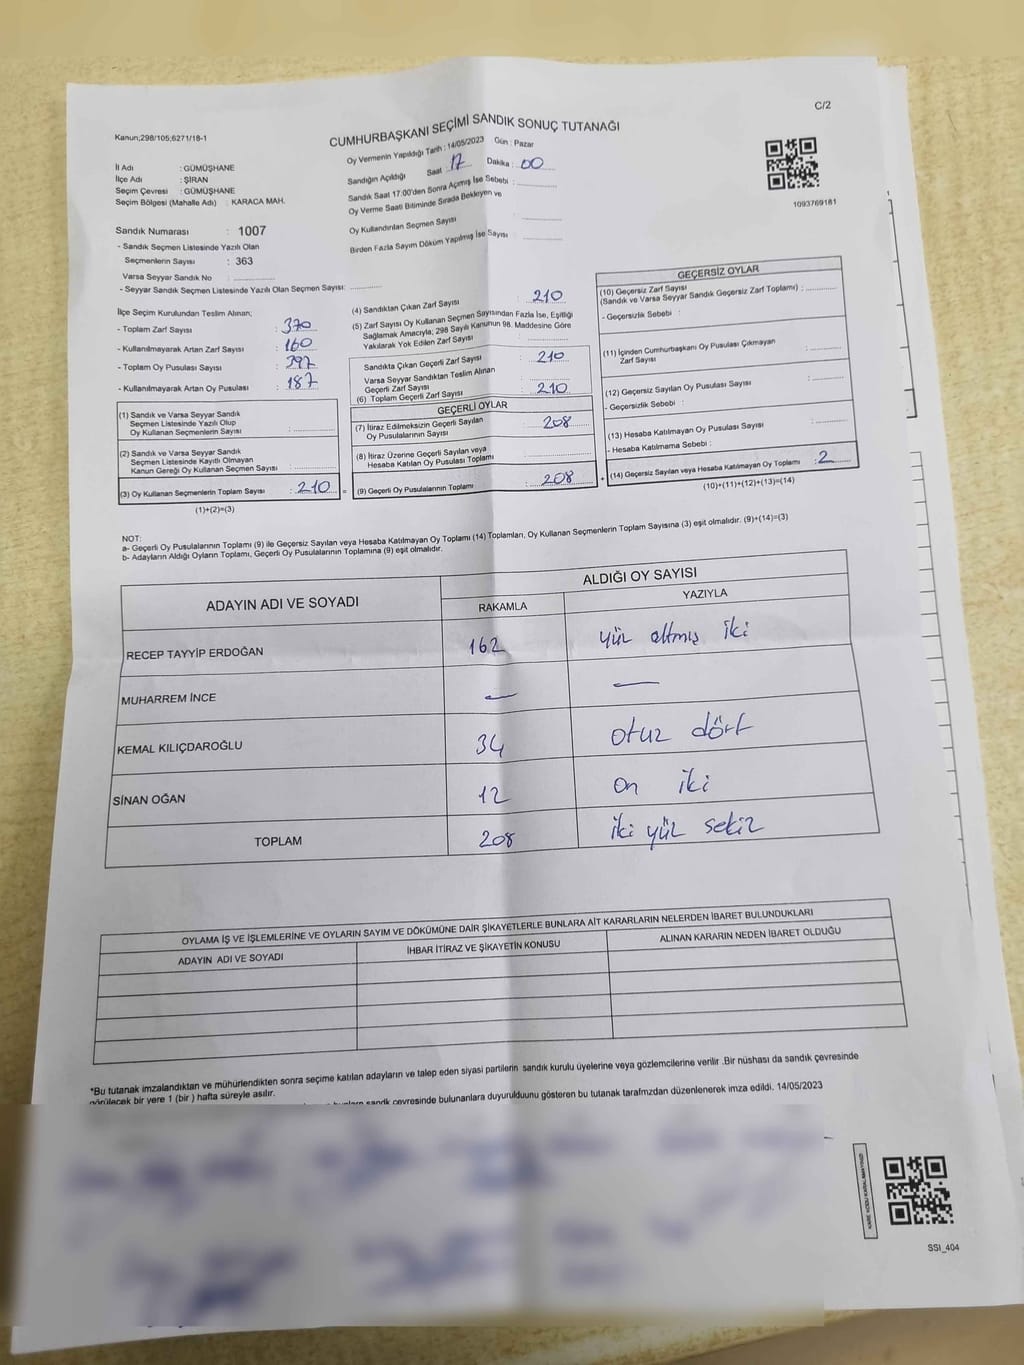 C/2
Kanun;298/105;6271/18-1
CUMHURBAŞKANI SEÇİMİ SANDIK SONUÇ TUTANAĞI
Oy Vermenin Yapıldığı Tarih : 14/05/2023 Gün : Pazar
Sandığın Açıldığı Saat 17 Dakika : 00
Sandık Saat 17:00'den Sonra Açmış İse Sebebi :
Oy Verme Saati Bitiminde Sırada Bekleyen ve
Oy Kullandırılan Seçmen Sayısı :
Birden Fazla Sayım Döküm Yapılmış İse Sayısı :
1093769181
İl Adı : GÜMÜŞHANE
İlçe Adı : ŞİRAN
Seçim Çevresi : GÜMÜŞHANE
Seçim Bölgesi (Mahalle Adı) : KARACA MAH.
Sandık Numarası : 1007
- Sandık Seçmen Listesinde Yazılı Olan
Seçmenlerin Sayısı : 363
Varsa Seyyar Sandık No :
- Seyyar Sandık Seçmen Listesinde Yazılı Olan Seçmen Sayısı:
İlçe Seçim Kurulundan Teslim Alınan;
- Toplam Zarf Sayısı : 370
- Kullanılmayarak Artan Zarf Sayısı : 160
- Toplam Oy Pusulası Sayısı : 397
- Kullanılmayarak Artan Oy Pusulası : 187
(1) Sandık ve Varsa Seyyar Sandık
Seçmen Listesinde Yazılı Olup
Oy Kullanan Seçmenlerin Sayısı :
(2) Sandık ve Varsa Seyyar Sandık
Seçmen Listesinde Kayıtlı Olmayan
Kanun Gereği Oy Kullanan Seçmen Sayısı :
(3) Oy Kullanan Seçmenlerin Toplam Sayısı : 210 =
(1)+(2)=(3)
(4) Sandıktan Çıkan Zarf Sayısı : 210
(5) Zarf Sayısı Oy Kullanan Seçmen Sayısından Fazla İse, Eşitliği
Sağlamak Amacıyla; 298 Sayılı Kanunun 98. Maddesine Göre
Yakılarak Yok Edilen Zarf Sayısı :
Sandıkta Çıkan Geçerli Zarf Sayısı : 210
Varsa Seyyar Sandıktan Teslim Alınan
Geçerli Zarf Sayısı :
(6) Toplam Geçerli Zarf Sayısı : 210
GEÇERLİ OYLAR
(7) İtiraz Edilmeksizin Geçerli Sayılan
Oy Pusulalarının Sayısı : 208
(8) İtiraz Üzerine Geçerli Sayılan veya
Hesaba Katılan Oy Pusulası Toplamı :
(9) Geçerli Oy Pusulalarının Toplamı : 208 +
GEÇERSİZ OYLAR
(10) Geçersiz Zarf Sayısı
(Sandık ve Varsa Seyyar Sandık Geçersiz Zarf Toplamı) :
- Geçersizlik Sebebi :
(11) İçinden Cumhurbaşkanı Oy Pusulası Çıkmayan
Zarf Sayısı :
(12) Geçersiz Sayılan Oy Pusulası Sayısı :
- Geçersizlik Sebebi :
(13) Hesaba Katılmayan Oy Pusulası Sayısı :
- Hesaba Katılmama Sebebi :
(14) Geçersiz Sayılan veya Hesaba Katılmayan Oy Toplamı : 2
(10)+(11)+(12)+(13)=(14)
NOT:
a- Geçerli Oy Pusulalarının Toplamı (9) ile Geçersiz Sayılan veya Hesaba Katılmayan Oy Toplamı (14) Toplamları, Oy Kullanan Seçmenlerin Toplam Sayısına (3) eşit olmalıdır. (9)+(14)=(3)
b- Adayların Aldığı Oyların Toplamı, Geçerli Oy Pusulalarının Toplamına (9) eşit olmalıdır.
ADAYIN ADI VE SOYADI ALDIĞI OY SAYISI
RAKAMLA YAZIYLA
RECEP TAYYİP ERDOĞAN 162 yüz altmış iki
MUHARREM İNCE — —
KEMAL KILIÇDAROĞLU 34 otuz dört
SİNAN OĞAN 12 on iki
TOPLAM 208 iki yüz sekiz
OYLAMA İŞ VE İŞLEMLERİNE VE OYLARIN SAYIM VE DÖKÜMÜNE DAİR ŞİKAYETLERLE BUNLARA AİT KARARLARIN NELERDEN İBARET BULUNDUKLARI
ADAYIN ADI VE SOYADI İHBAR İTİRAZ VE ŞİKAYETİN KONUSU ALINAN KARARIN NEDEN İBARET OLDUĞU
*Bu tutanak imzalandıktan ve mühürlendikten sonra seçime katılan adayların ve talep eden siyasi partilerin sandık kurulu üyelerine veya gözlemcilerine verilir .Bir nüshası da sandık çevresinde
görülecek bir yere 1 (bir ) hafta süreyle asılır.
sandık çevresinde bulunanlara duyurulduunu gösteren bu tutanak tarafımzdan düzenlenerek imza edildi. 14/05/2023
SSI_404